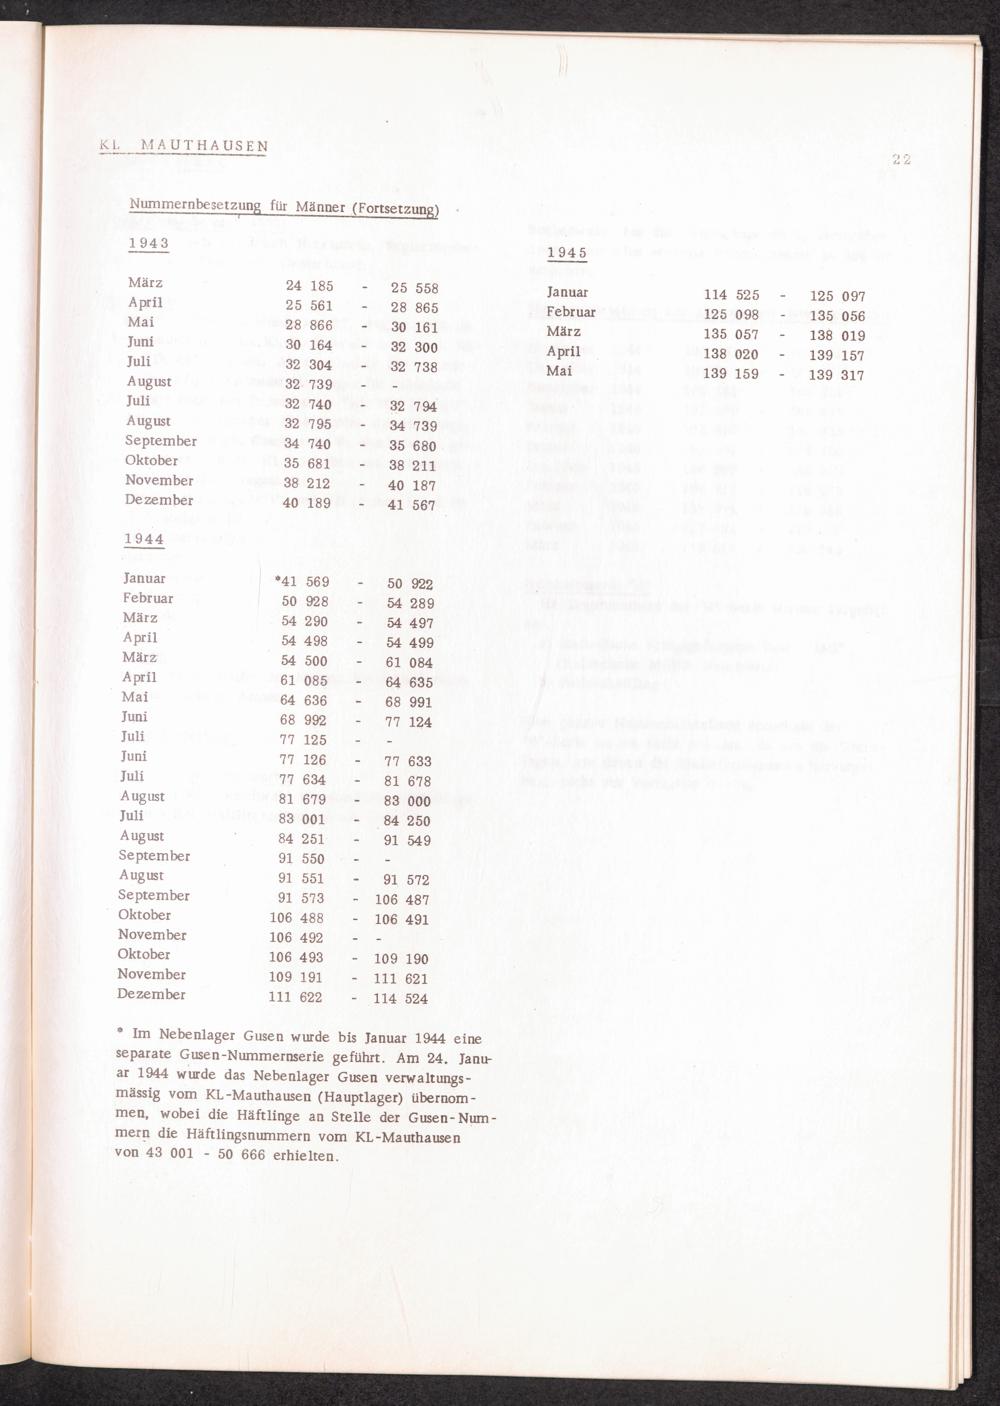 KL MAUTHAUSEN
22
Nummernbesetzung für Männer (Fortsetzung)
1943
März 24 185 - 25 558
April 25 561 - 28 865
Mai 28 866 - 30 161
Juni 30 164 - 32 300
Juli 32 304 - 32 738
August 32 739 - -
Juli 32 740 - 32 794
August 32 795 - 34 739
September 34 740 - 35 680
Oktober 35 681 - 38 211
November 38 212 - 40 187
Dezember 40 189 - 41 567
1944
Januar *41 569 - 50 922
Februar 50 928 - 54 289
März 54 290 - 54 497
April 54 498 - 54 499
März 54 500 - 61 084
April 61 085 - 64 635
Mai 64 636 - 68 991
Juni 68 992 - 77 124
Juli 77 125 - -
Juni 77 126 - 77 633
Juli 77 634 - 81 678
August 81 679 - 83 000
Juli 83 001 - 84 250
August 84 251 - 91 549
September 91 550 - -
August 91 551 - 91 572
September 91 573 - 106 487
Oktober 106 488 - 106 491
November 106 492 - -
Oktober 106 493 - 109 190
November 109 191 - 111 621
Dezember 111 622 - 114 524
* Im Nebenlager Gusen wurde bis Januar 1944 eine
separate Gusen-Nummernserie geführt. Am 24. Janu-
ar 1944 wurde das Nebenlager Gusen verwaltungs-
mässig vom KL-Mauthausen (Hauptlager) übernom-
men, wobei die Häftlinge an Stelle der Gusen-Num-
mern die Häftlingsnummern vom KL-Mauthausen
von 43 001 - 50 666 erhielten.
1945
Januar 114 525 - 125 097
Februar 125 098 - 135 056
März 135 057 - 138 019
April 138 020 - 139 157
Mai 139 159 - 139 317